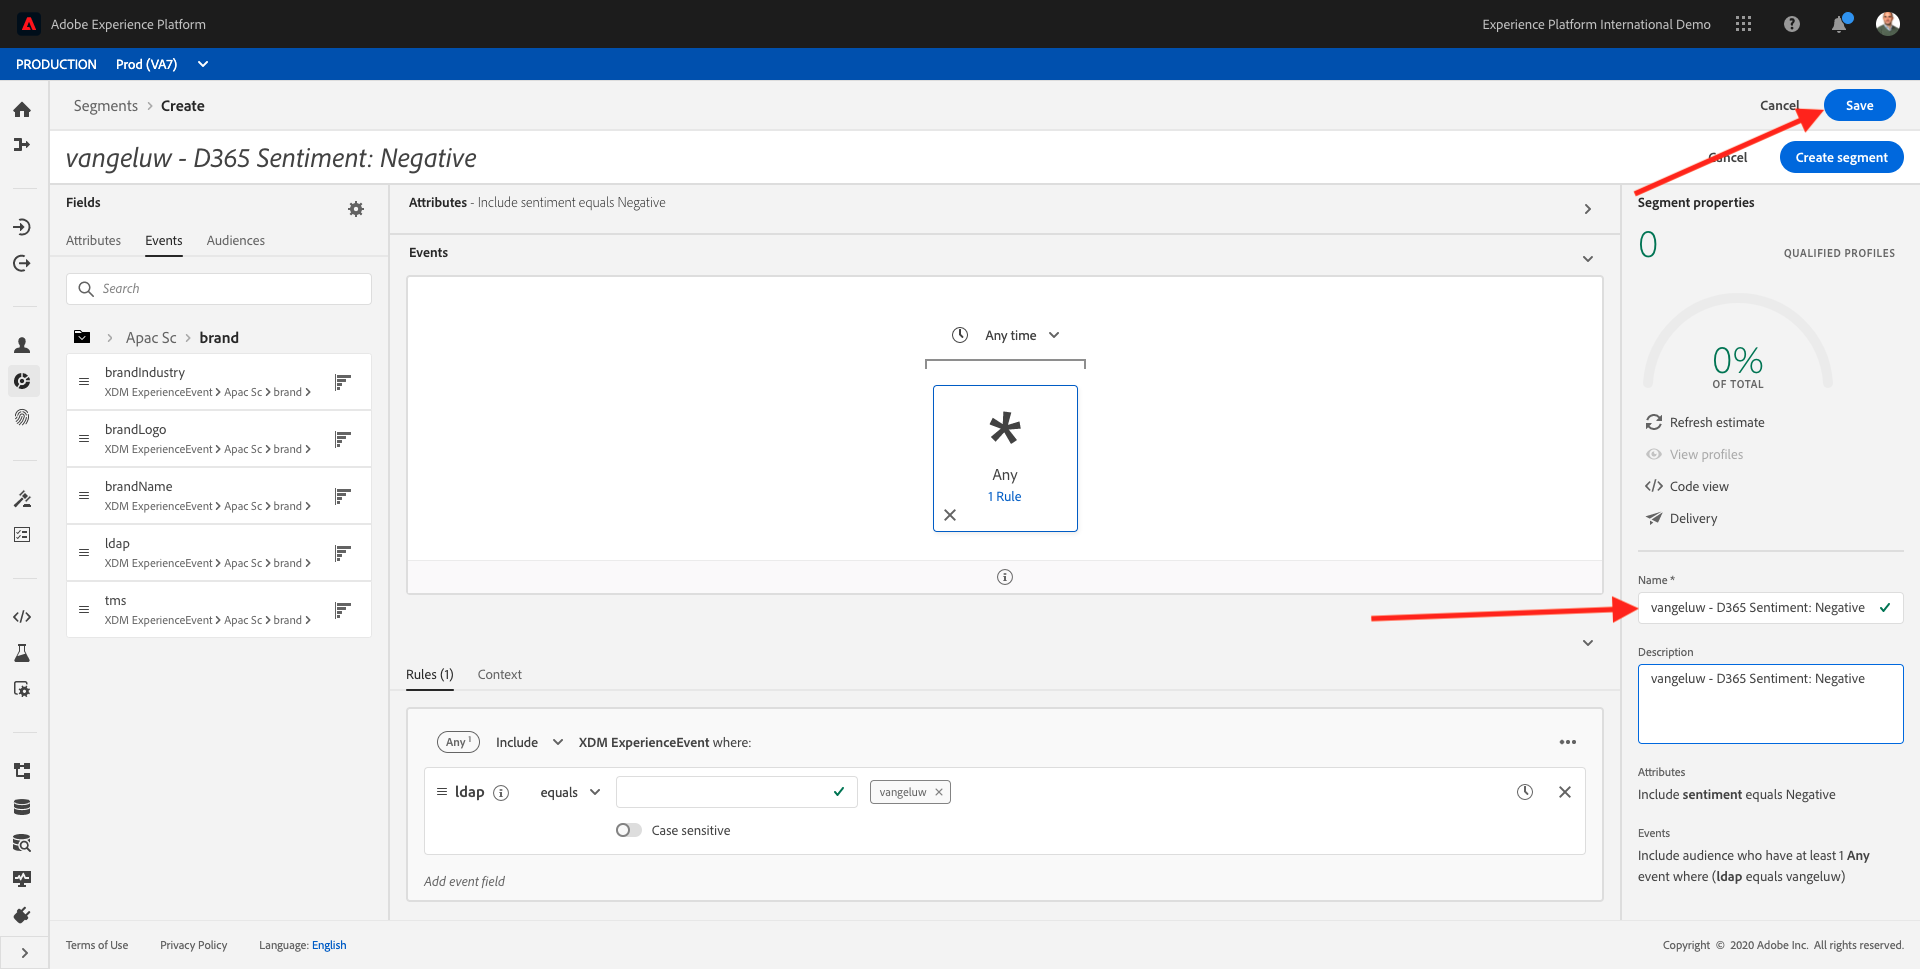 Adobe Experience Platform
Experience Platform International Demo
PRODUCTION Prod (VA7)
Segments > Create
Cancel Save
vangeluw - D365 Sentiment: Negative
Cancel Create segment
Fields
Attributes Events Audiences
Search
> Apac Sc > brand
brandIndustry
XDM ExperienceEvent > Apac Sc > brand >
brandLogo
XDM ExperienceEvent > Apac Sc > brand >
brandName
XDM ExperienceEvent > Apac Sc > brand >
ldap
XDM ExperienceEvent > Apac Sc > brand >
tms
XDM ExperienceEvent > Apac Sc > brand >
Attributes - Include sentiment equals Negative
Events
Any time
*
Any
1 Rule
Rules (1) Context
Any 1 Include XDM ExperienceEvent where:
ldap equals vangeluw
Case sensitive
Add event field
Segment properties
0 QUALIFIED PROFILES
0%
OF TOTAL
Refresh estimate
View profiles
</> Code view
Delivery
Name *
vangeluw - D365 Sentiment: Negative
Description
vangeluw - D365 Sentiment: Negative
Attributes
Include sentiment equals Negative
Events
Include audience who have at least 1 Any
event where (ldap equals vangeluw)
Terms of Use Privacy Policy Language: English
Copyright © 2020 Adobe Inc. All rights reserved.